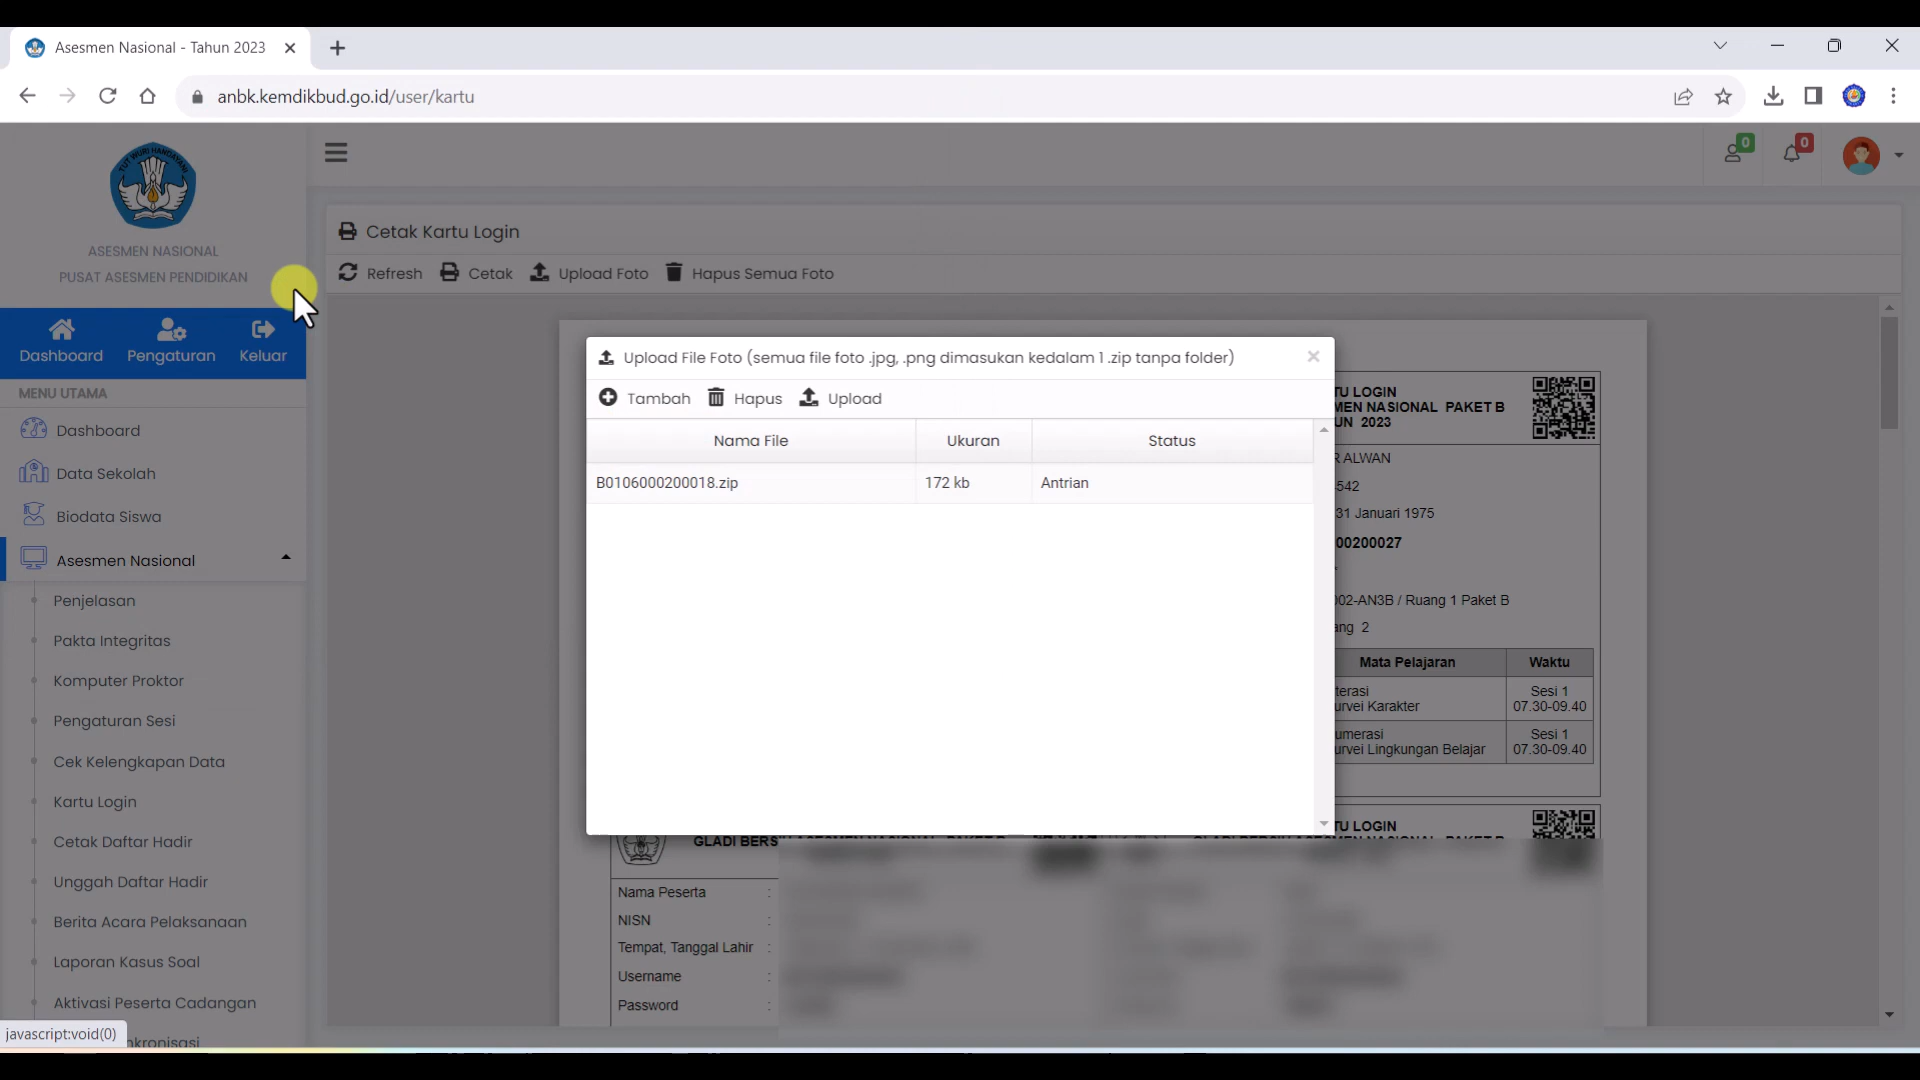 Asesmen Nasional - Tahun 2023
anbk.kemdikbud.go.id/user/kartu
TUT WURI HANDAYANI
ASESMEN NASIONAL
PUSAT ASESMEN PENDIDIKAN
0
0
Dashboard
Pengaturan
Keluar
MENU UTAMA
Dashboard
Data Sekolah
Biodata Siswa
Asesmen Nasional
Penjelasan
Pakta Integritas
Komputer Proktor
Pengaturan Sesi
Cek Kelengkapan Data
Kartu Login
Cetak Daftar Hadir
Unggah Daftar Hadir
Berita Acara Pelaksanaan
Laporan Kasus Soal
Aktivasi Peserta Cadangan
nkronisasi
javascript:void(0)
Cetak Kartu Login
Refresh Cetak Upload Foto Hapus Semua Foto
Upload File Foto (semua file foto .jpg, .png dimasukan kedalam 1 .zip tanpa folder)
Tambah Hapus Upload
Nama File Ukuran Status
B0106000200018.zip 172 kb Antrian
TU LOGIN
MEN NASIONAL PAKET B
UN 2023
R ALWAN
542
31 Januari 1975
00200027
*
002-AN3B / Ruang 1 Paket B
ang 2
Mata Pelajaran Waktu
terasi Sesi 1
urvei Karakter 07.30-09.40
umerasi Sesi 1
urvei Lingkungan Belajar 07.30-09.40
TU LOGIN
GLADI BERS
Nama Peserta :
NISN :
Tempat, Tanggal Lahir :
Username :
Password :